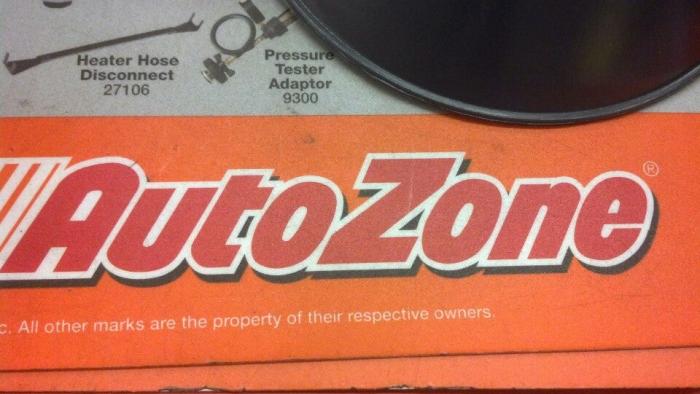 Heater Hose
Disconnect
27106
Pressure
Tester
Adaptor
9300
AutoZone®
c. All other marks are the property of their respective owners.